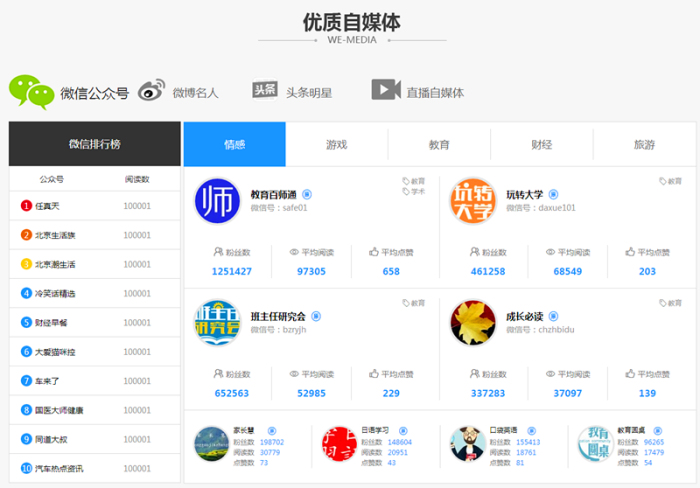 优质自媒体
WE-MEDIA
微信公众号
微博名人
头条
头条明星
直播自媒体
微信排行榜
公众号 阅读数
1 任真天 100001
2 北京生活族 100001
3 北京潮生活 100001
4 冷笑话精选 100001
5 财经早餐 100001
6 大爱猫咪控 100001
7 车来了 100001
8 国医大师健康 100001
9 同道大叔 100001
10 汽车热点资讯 100001
情感 游戏 教育 财经 旅游
师
教育百师通
微信号：safe01
教育
学术
粉丝数 平均阅读 平均点赞
1251427 97305 658
坑转
大学
玩转大学
微信号：daxue101
教育
粉丝数 平均阅读 平均点赞
461258 68549 203
班主任
研究会
班主任研究会
微信号：bzryjh
教育
粉丝数 平均阅读 平均点赞
652563 52985 229
成长必读
微信号：chzhbidu
教育
粉丝数 平均阅读 平均点赞
337283 37097 139
家长慧
粉丝数 198702
阅读数 30779
点赞数 73
日语学习
粉丝数 148604
阅读数 20951
点赞数 43
口袋英语
粉丝数 155413
阅读数 18761
点赞数 81
教育
圆桌
教育圆桌
粉丝数 96265
阅读数 17479
点赞数 54